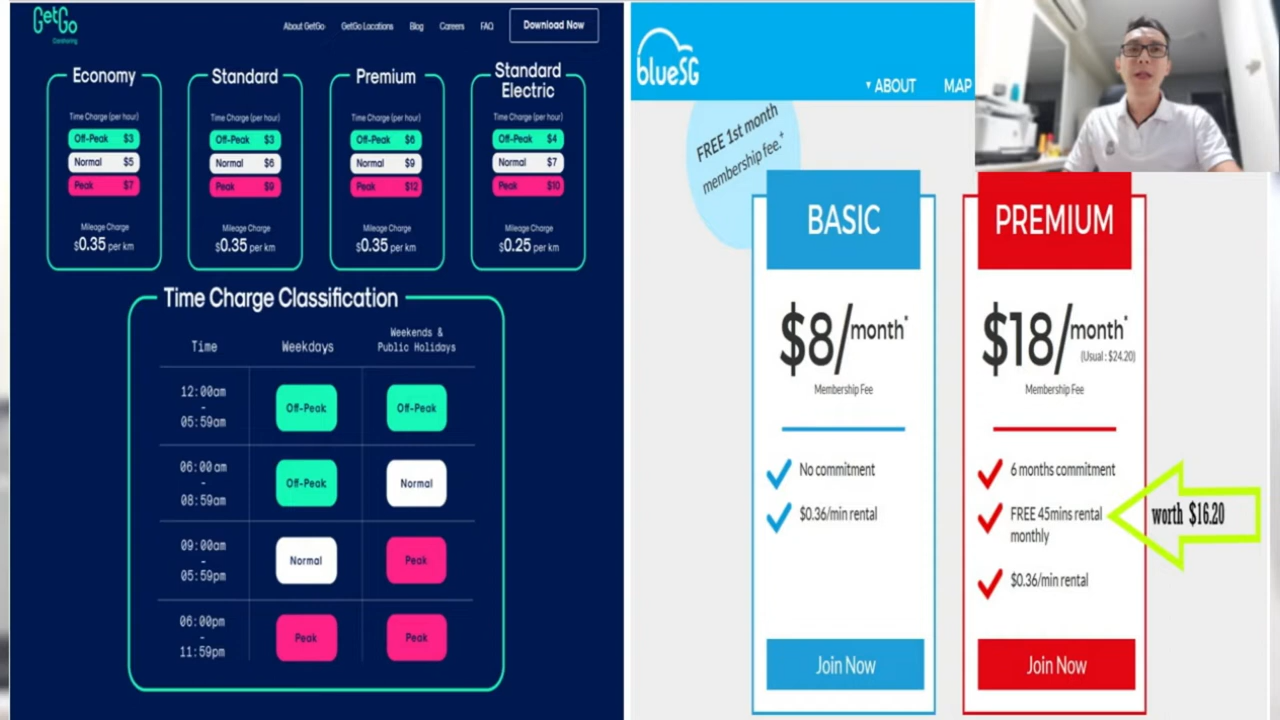 GetGo
Carsharing
About GetGo
GetGo Locations
Blog
Careers
FAQ
Download Now
Economy
Time Charge (per hour)
Off-Peak $3
Normal $5
Peak $7
Mileage Charge
$0.35 per km
Standard
Time Charge (per hour)
Off-Peak $3
Normal $6
Peak $9
Mileage Charge
$0.35 per km
Premium
Time Charge (per hour)
Off-Peak $6
Normal $9
Peak $12
Mileage Charge
$0.35 per km
Standard
Electric
Time Charge (per hour)
Off-Peak $4
Normal $7
Peak $10
Mileage Charge
$0.25 per km
Time Charge Classification
Time
Weekdays
Weekends &
Public Holidays
12:00am
-
05:59am
Off-Peak
Off-Peak
06:00am
-
08:59am
Off-Peak
Normal
09:00am
-
05:59pm
Normal
Peak
06:00pm
-
11:59pm
Peak
Peak
blueSG
▾ ABOUT
MAP
FREE 1st month
membership fee.+
BASIC
$8/month*
Membership Fee
No commitment
$0.36/min rental
Join Now
PREMIUM
$18/month*
(Usual : $24.20)
Membership Fee
6 months commitment
FREE 45mins rental
monthly
$0.36/min rental
Join Now
worth $16.20